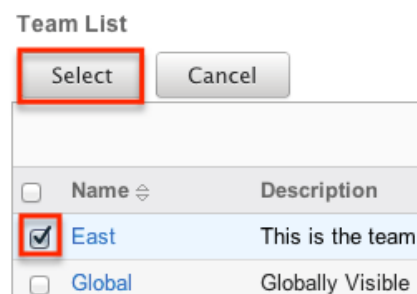 Team List
Select Cancel
Name Description
East This is the team
Global Globally Visible